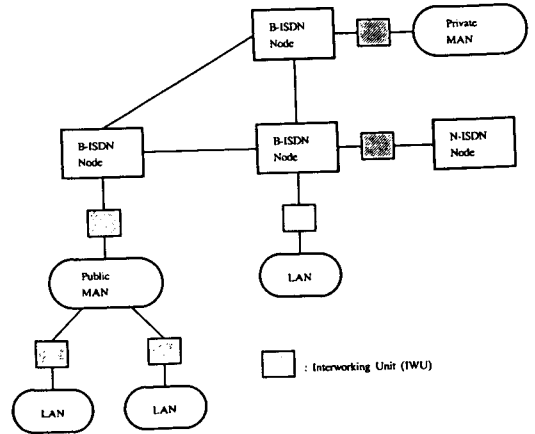 B-ISDN
Node
Private
MAN
B-ISDN
Node
B-ISDN
Node
N-ISDN
Node
Public
MAN
LAN
: Interworking Unit (IWU)
LAN
LAN